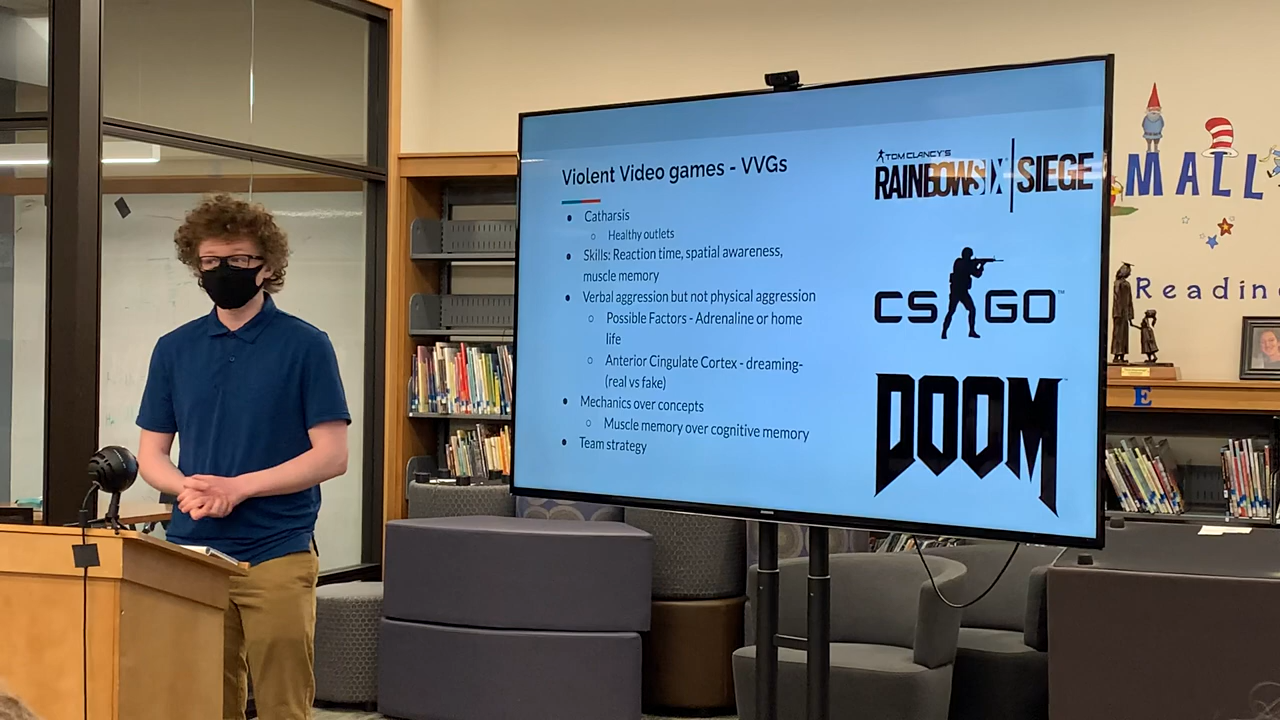 Violent Video games - VVGs
• Catharsis
○ Healthy outlets
• Skills: Reaction time, spatial awareness,
muscle memory
• Verbal aggression but not physical aggression
○ Possible Factors - Adrenaline or home
life
○ Anterior Cingulate Cortex - dreaming-
(real vs fake)
• Mechanics over concepts
○ Muscle memory over cognitive memory
• Team strategy
TOM CLANCY'S
RAINBOW SIX SIEGE
CS GO™
DOOM
MALL
Readin
E
SAMSUNG